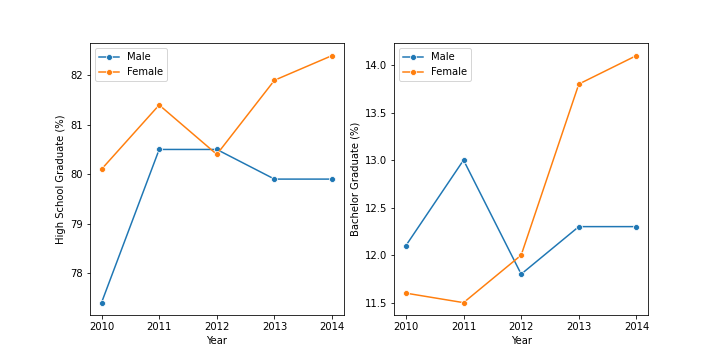 Male
Female
82
81
80
79
78
High School Graduate (%)
2010 2011 2012 2013 2014
Year
Male
Female
14.0
13.5
13.0
12.5
12.0
11.5
Bachelor Graduate (%)
2010 2011 2012 2013 2014
Year